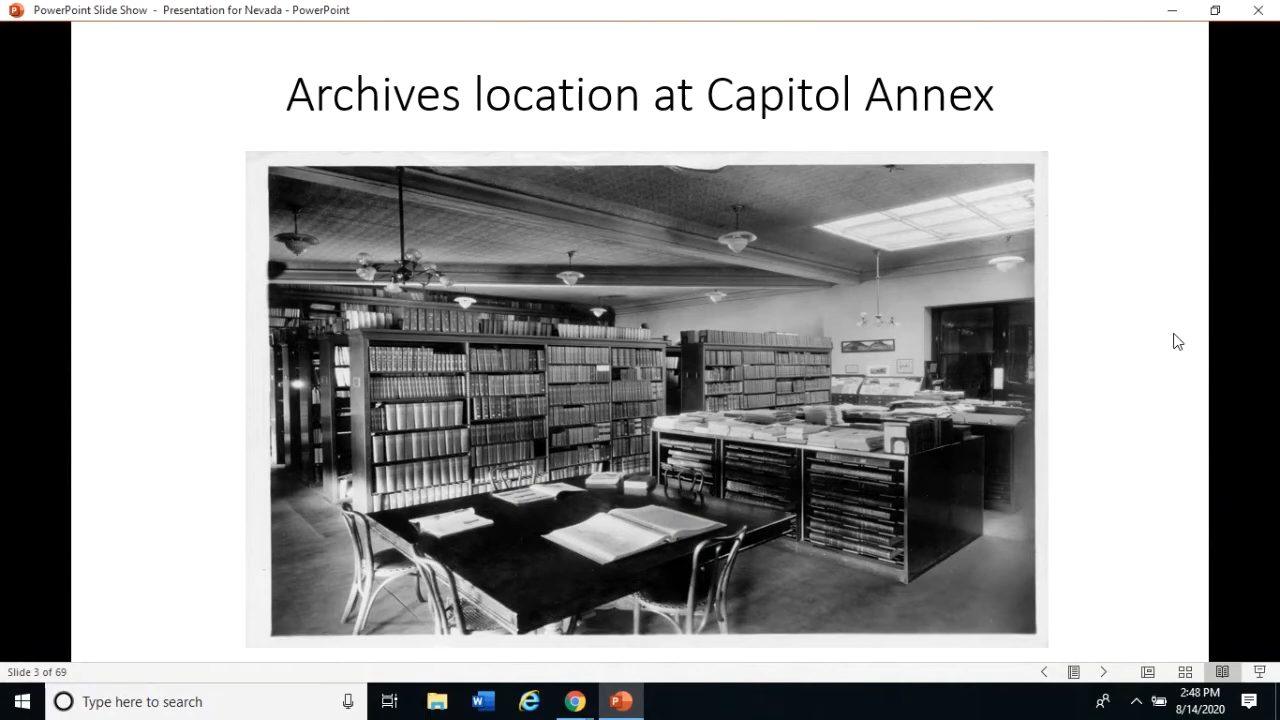 PowerPoint Slide Show - Presentation for Nevada - PowerPoint
Archives location at Capitol Annex
Slide 3 of 69
Type here to search
2:48 PM
8/14/2020